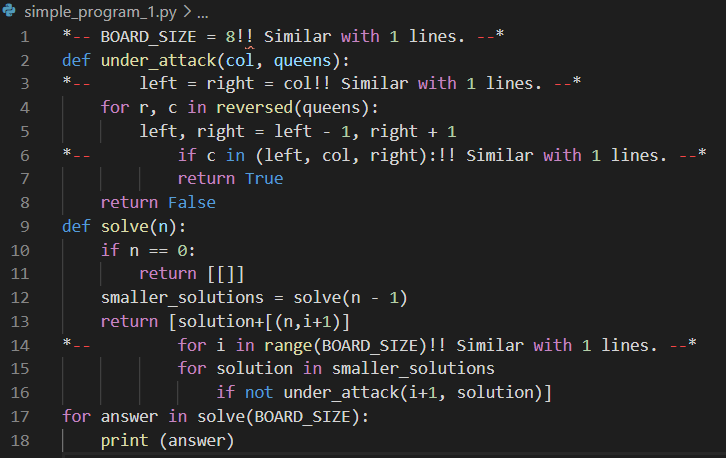 simple_program_1.py > ...
1 *-- BOARD_SIZE = 8!! Similar with 1 lines. --*
2 def under_attack(col, queens):
3 *--     left = right = col!! Similar with 1 lines. --*
4     for r, c in reversed(queens):
5         left, right = left - 1, right + 1
6 *--         if c in (left, col, right):!! Similar with 1 lines. --*
7             return True
8     return False
9 def solve(n):
10     if n == 0:
11         return [[]]
12     smaller_solutions = solve(n - 1)
13     return [solution+[(n,i+1)]
14 *--         for i in range(BOARD_SIZE)!! Similar with 1 lines. --*
15             for solution in smaller_solutions
16                 if not under_attack(i+1, solution)]
17 for answer in solve(BOARD_SIZE):
18     print (answer)